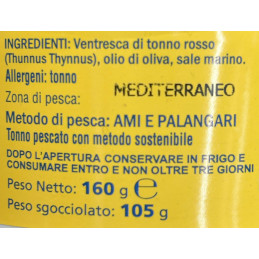 INGREDIENTI: Ventresca di tonno rosso
(Thunnus Thynnus), olio di oliva, sale marino.
Allergeni: tonno
Zona di pesca: MEDITERRANEO
Metodo di pesca: AMI E PALANGARI
Tonno pescato con metodo sostenibile
DOPO L'APERTURA CONSERVARE IN FRIGO E
CONSUMARE ENTRO E NON OLTRE TRE GIORNI
Peso Netto: 160 g ℮
Peso sgocciolato: 105 g